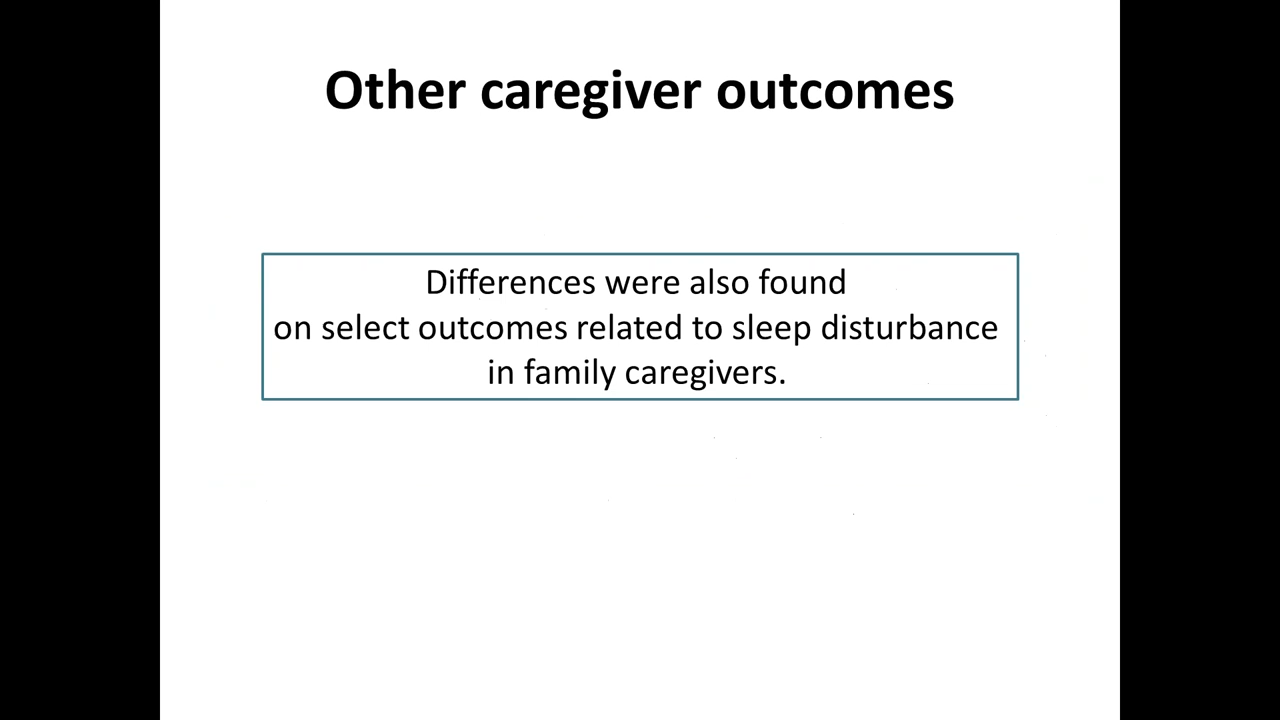 Other caregiver outcomes
Differences were also found
on select outcomes related to sleep disturbance
in family caregivers.